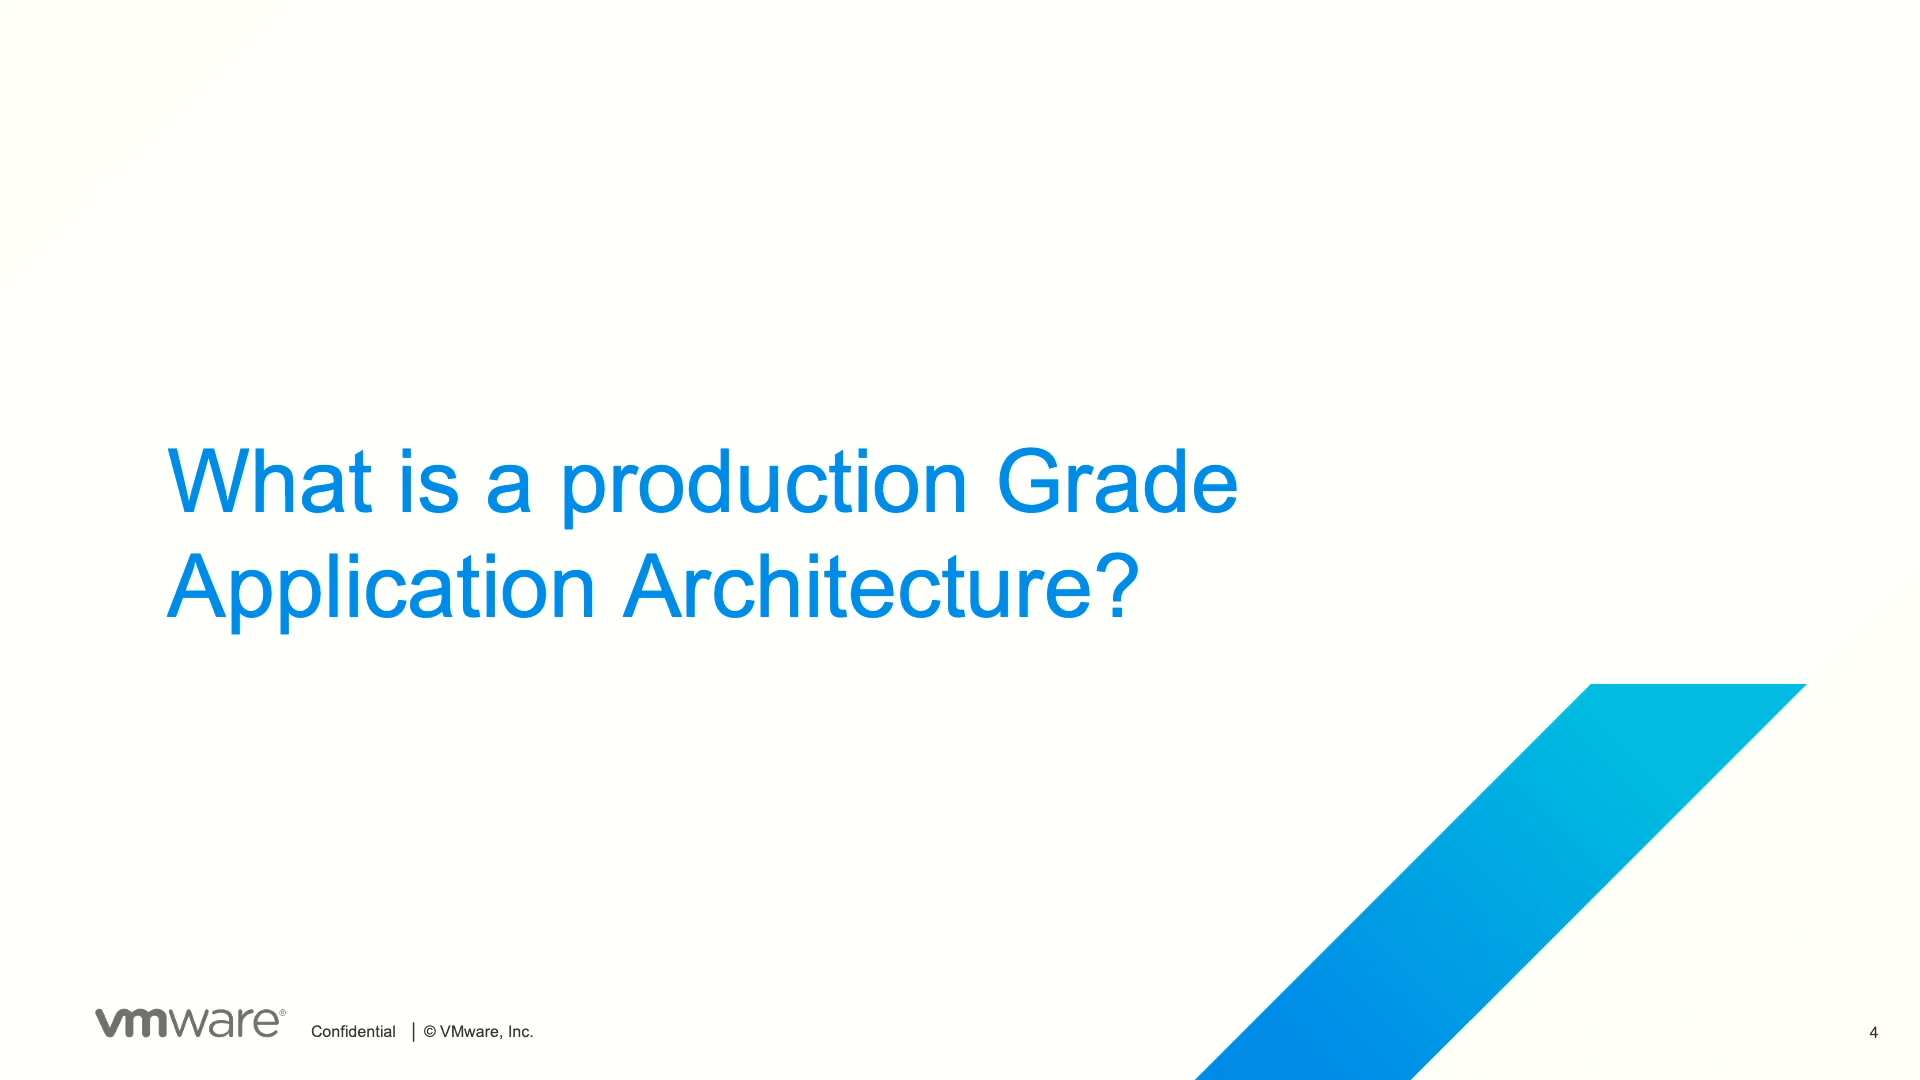 What is a production Grade
Application Architecture?
vmware®
Confidential | © VMware, Inc.
4